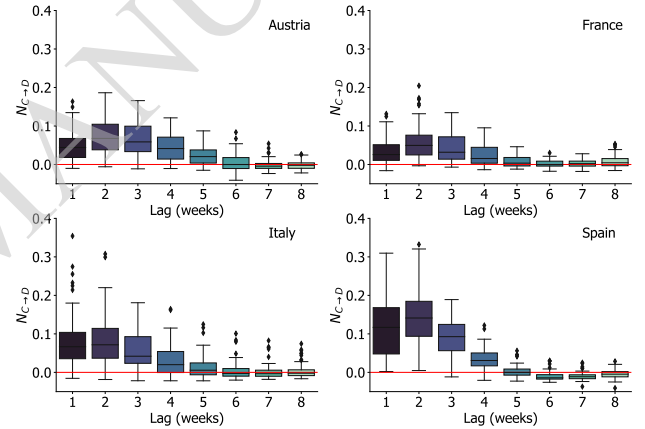 0.4
0.3
0.2
0.1
0.0
N_{C→D}
Austria
1 2 3 4 5 6 7 8
Lag (weeks)
0.4
0.3
0.2
0.1
0.0
N_{C→D}
France
1 2 3 4 5 6 7 8
Lag (weeks)
0.4
0.3
0.2
0.1
0.0
N_{C→D}
Italy
1 2 3 4 5 6 7 8
Lag (weeks)
0.4
0.3
0.2
0.1
0.0
N_{C→D}
Spain
1 2 3 4 5 6 7 8
Lag (weeks)
MANU